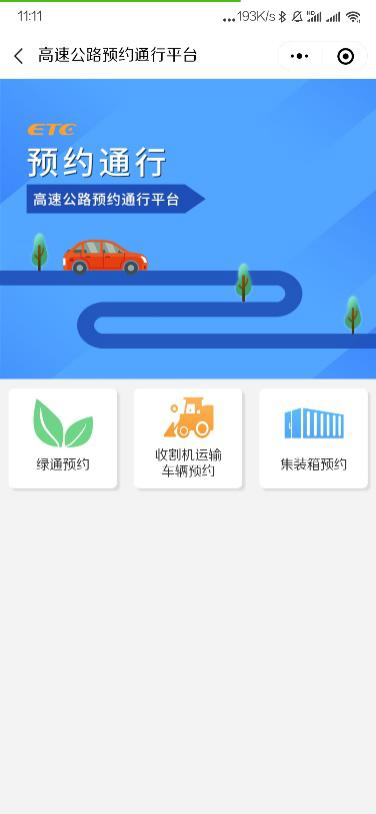 11:11
...193K/s
高速公路预约通行平台
ETC
预约通行
高速公路预约通行平台
绿通预约
收割机运输
车辆预约
集装箱预约